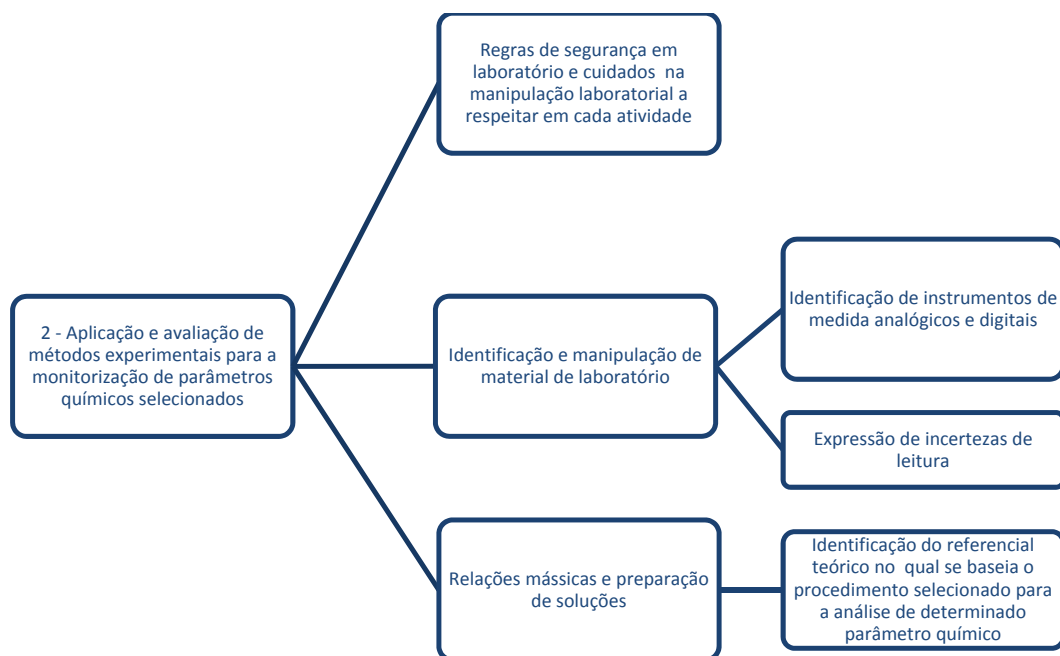 Regras de segurança em
laboratório e cuidados  na
manipulação laboratorial a
respeitar em cada atividade
2 - Aplicação e avaliação de
métodos experimentais para a
monitorização de parâmetros
químicos selecionados
Identificação e manipulação de
material de laboratório
Identificação de instrumentos de
medida analógicos e digitais
Expressão de incertezas de
leitura
Relações mássicas e preparação
de soluções
Identificação do referencial
teórico no  qual se baseia o
procedimento selecionado para
a análise de determinado
parâmetro químico